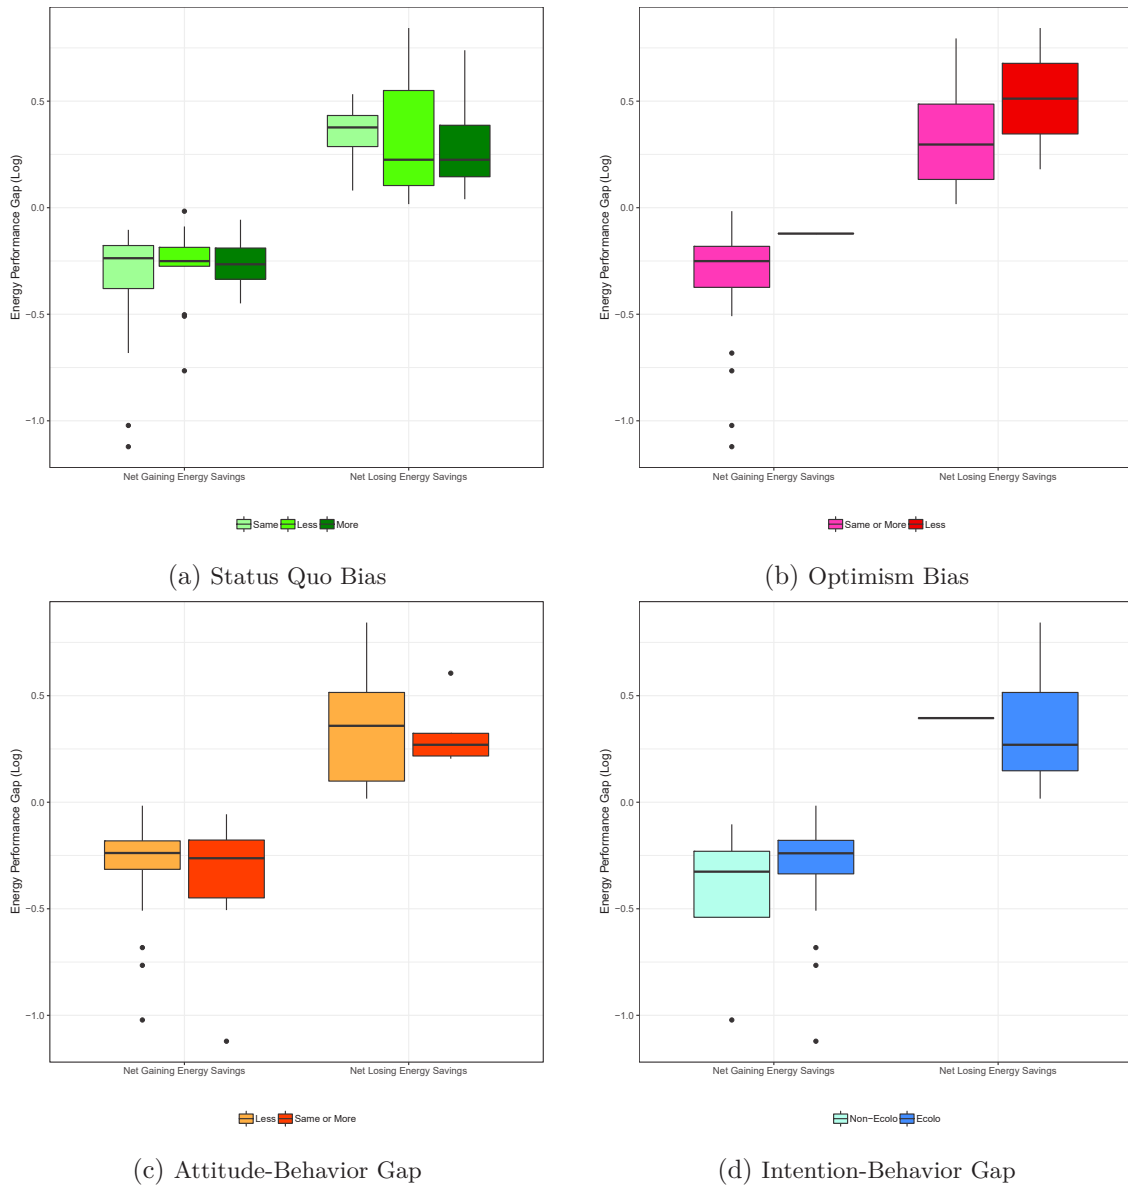 Energy Performance Gap (Log)
0.5
0.0
−0.5
−1.0
Net Gaining Energy Savings Net Losing Energy Savings
Same Less More
(a) Status Quo Bias
Energy Performance Gap (Log)
0.5
0.0
−0.5
−1.0
Net Gaining Energy Savings Net Losing Energy Savings
Same or More Less
(b) Optimism Bias
Energy Performance Gap (Log)
0.5
0.0
−0.5
−1.0
Net Gaining Energy Savings Net Losing Energy Savings
Less Same or More
(c) Attitude-Behavior Gap
Energy Performance Gap (Log)
0.5
0.0
−0.5
−1.0
Net Gaining Energy Savings Net Losing Energy Savings
Non−Ecolo Ecolo
(d) Intention-Behavior Gap